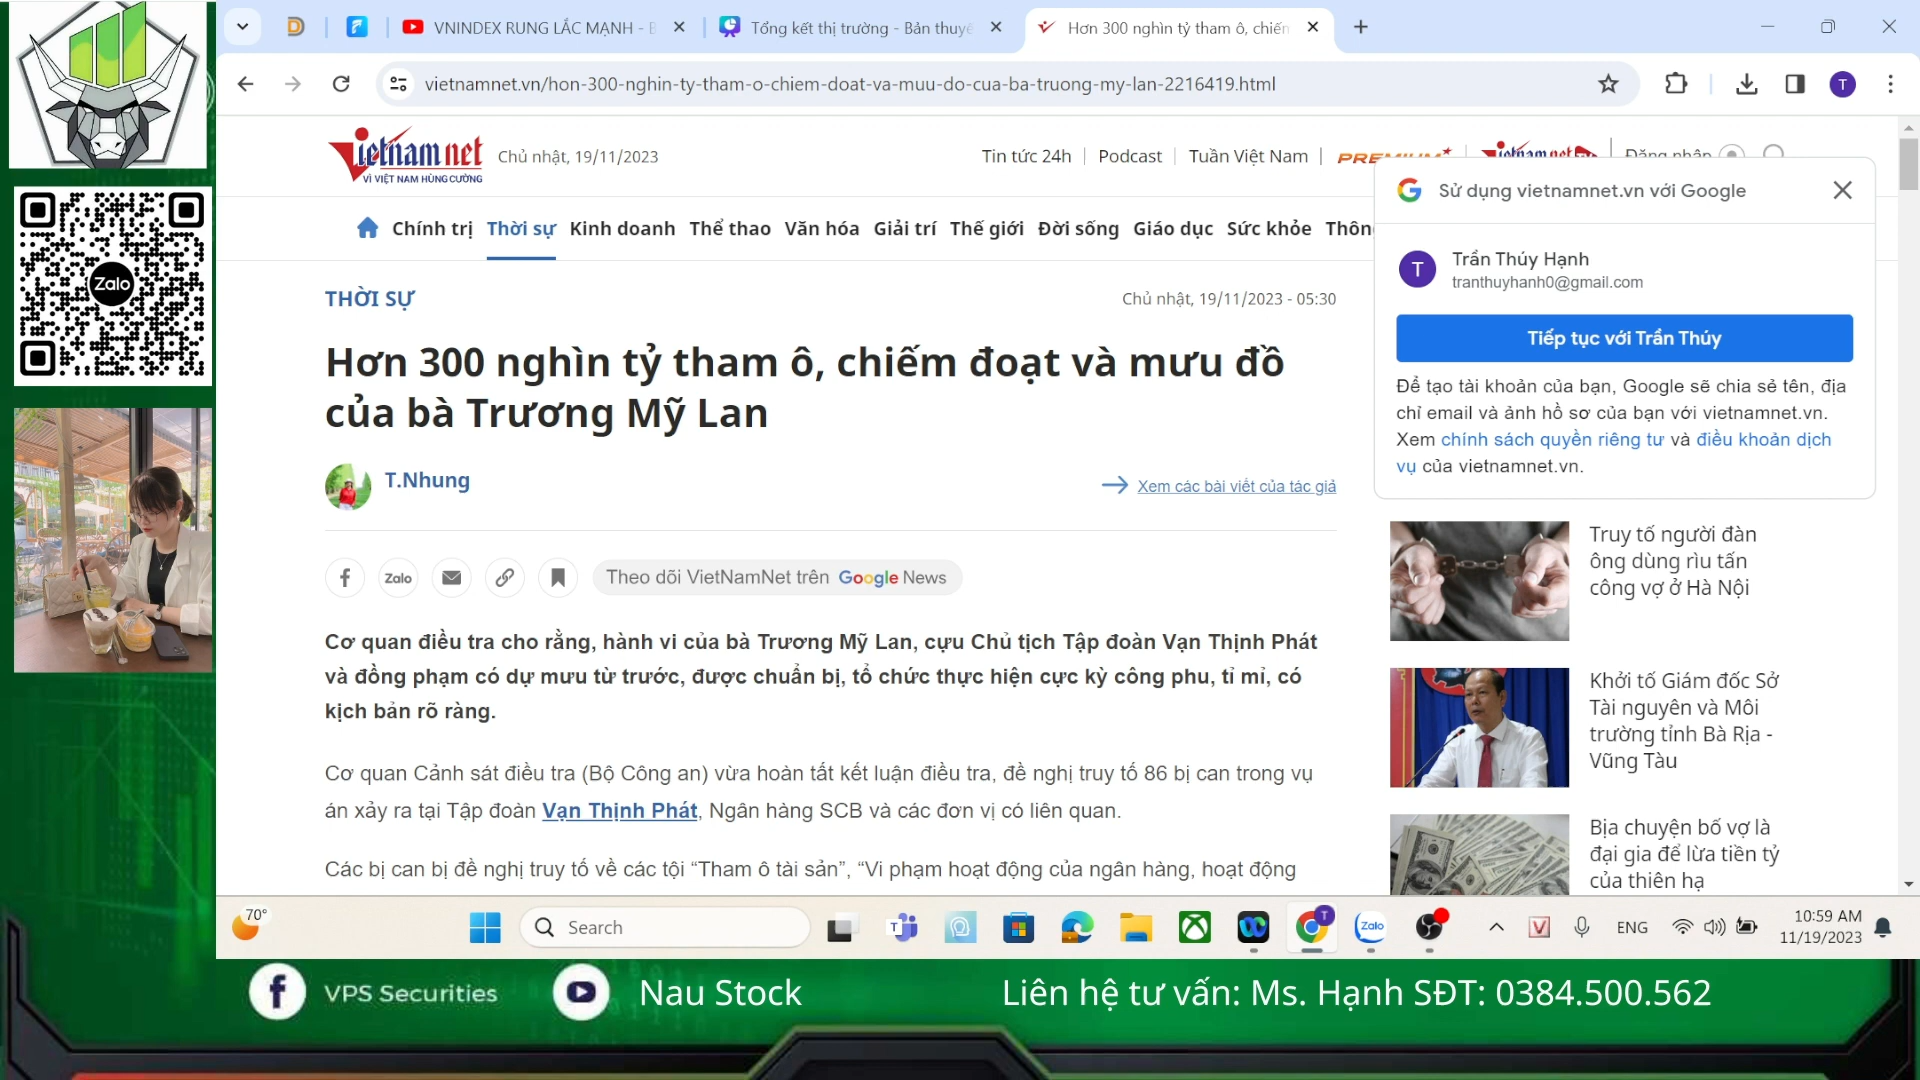 VNINDEX RUNG LẮC MẠNH - B
Tổng kết thị trường - Bản thuyế
Hơn 300 nghìn tỷ tham ô, chiến
vietnamnet.vn/hon-300-nghin-ty-tham-o-chiem-doat-va-muu-do-cua-ba-truong-my-lan-2216419.html
T
Vietnam net
VÌ VIỆT NAM HÙNG CƯỜNG
Chủ nhật, 19/11/2023
Tin tức 24h
Podcast
Tuần Việt Nam
PREMIUM
Đăng nhập
Chính trị
Thời sự
Kinh doanh
Thể thao
Văn hóa
Giải trí
Thế giới
Đời sống
Giáo dục
Sức khỏe
Thông
Sử dụng vietnamnet.vn với Google
T
Trần Thúy Hạnh
tranthuyhanh0@gmail.com
Tiếp tục với Trần Thúy
Để tạo tài khoản của bạn, Google sẽ chia sẻ tên, địa
chỉ email và ảnh hồ sơ của bạn với vietnamnet.vn.
Xem chính sách quyền riêng tư và điều khoản dịch
vụ của vietnamnet.vn.
THỜI SỰ
Chủ nhật, 19/11/2023 - 05:30
Hơn 300 nghìn tỷ tham ô, chiếm đoạt và mưu đồ
của bà Trương Mỹ Lan
T.Nhung
Xem các bài viết của tác giả
Zalo
Theo dõi VietNamNet trên Google News
Cơ quan điều tra cho rằng, hành vi của bà Trương Mỹ Lan, cựu Chủ tịch Tập đoàn Vạn Thịnh Phát
và đồng phạm có dự mưu từ trước, được chuẩn bị, tổ chức thực hiện cực kỳ công phu, tỉ mỉ, có
kịch bản rõ ràng.
Cơ quan Cảnh sát điều tra (Bộ Công an) vừa hoàn tất kết luận điều tra, đề nghị truy tố 86 bị can trong vụ
án xảy ra tại Tập đoàn Vạn Thịnh Phát, Ngân hàng SCB và các đơn vị có liên quan.
Các bị can bị đề nghị truy tố về các tội “Tham ô tài sản”, “Vi phạm hoạt động của ngân hàng, hoạt động
Truy tố người đàn
ông dùng rìu tấn
công vợ ở Hà Nội
Khởi tố Giám đốc Sở
Tài nguyên và Môi
trường tỉnh Bà Rịa -
Vũng Tàu
Bịa chuyện bố vợ là
đại gia để lừa tiền tỷ
của thiên hạ
Zalo
70°
Search
T
Zalo
ENG
10:59 AM
11/19/2023
VPS Securities
Nau Stock
Liên hệ tư vấn: Ms. Hạnh SĐT: 0384.500.562